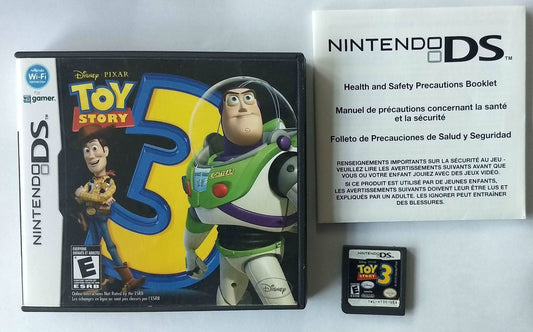 Wi-Fi
gamer.
NINTENDO DS™
Disney · PIXAR
TOY
STORY
3
EVERYONE
E
ESRB
Online Interactions Not Rated by the ESRB
Les échanges en ligne ne sont pas classés par l'ESRB
Disney
NINTENDO DS™
Health and Safety Precautions Booklet
Manuel de précautions concernant la santé
et la sécurité
Folleto de Precauciones de Salud y Seguridad
RENSEIGNEMENTS IMPORTANTS SUR LA SÉCURITÉ AU JEU -
VEUILLEZ LIRE LES AVERTISSEMENTS SUIVANTS AVANT QUE
VOUS OU VOTRE ENFANT JOUIEZ AVEC DES JEUX VIDÉO.
SI CE PRODUIT EST UTILISÉ PAR DE JEUNES ENFANTS,
LES AVERTISSEMENTS SUIVANTS DOIVENT LEUR ÊTRE LUS ET
EXPLIQUÉS PAR UN ADULTE. LES IGNORER PEUT ENTRAÎNER
DES BLESSURES.
NINTENDO DS
TOY
STORY
3
E